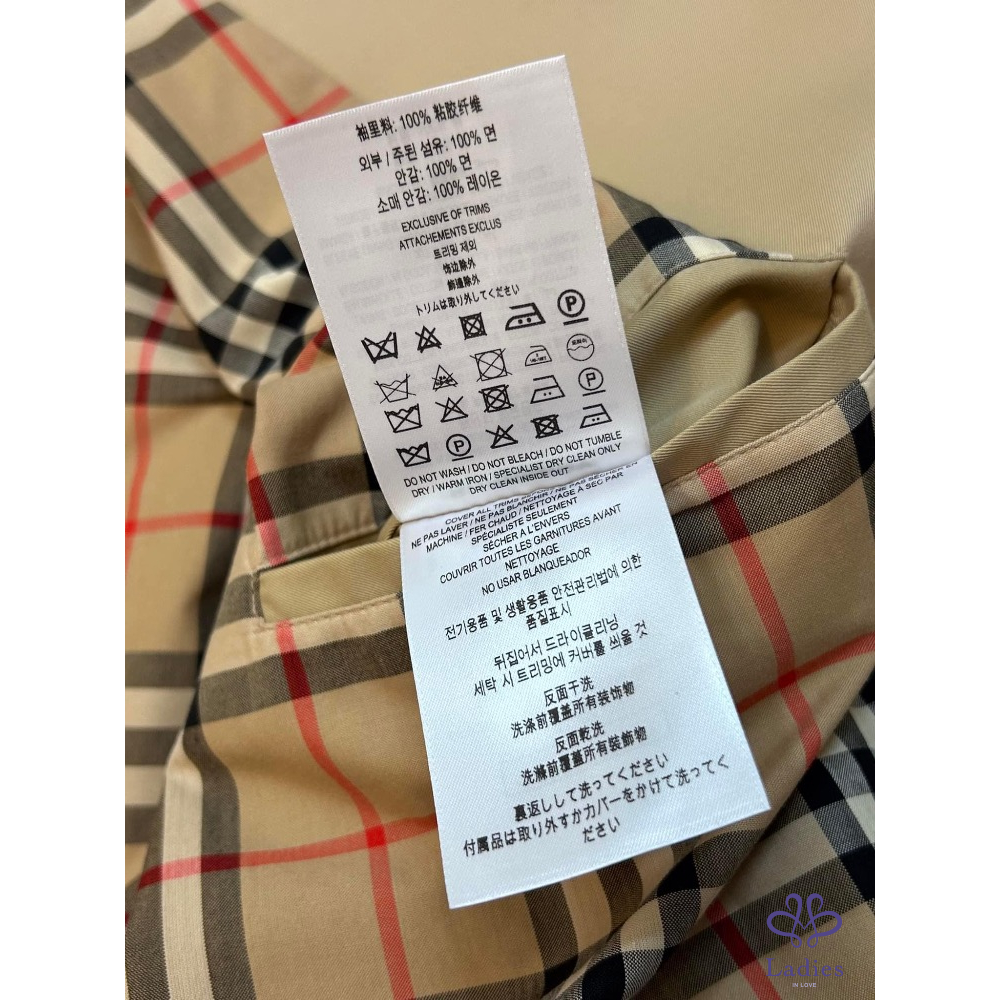 袖里料: 100% 粘胶纤维
외부 / 주된 섬유: 100% 면
안감: 100% 면
소매 안감: 100% 레이온
EXCLUSIVE OF TRIMS
ATTACHEMENTS EXCLUS
트리밍 제외
饰边除外
飾邊除外
トリムは取り外してください
P
P
P
DO NOT WASH / DO NOT BLEACH / DO NOT TUMBLE
DRY / WARM IRON / SPECIALIST DRY CLEAN ONLY
DRY CLEAN INSIDE OUT
COVER ALL TRIMS
NE PAS LAVER / NE PAS BLANCHIR / NE PAS SÉCHER EN
MACHINE / FER CHAUD / NETTOYAGE À SEC PAR
SPÉCIALISTE SEULEMENT
SÉCHER À L'ENVERS
COUVRIR TOUTES LES GARNITURES AVANT
NETTOYAGE
NO USAR BLANQUEADOR
전기용품 및 생활용품 안전관리법에 의한
품질표시
뒤집어서 드라이클리닝
세탁 시 트리밍에 커버를 씌울 것
反面干洗
洗涤前覆盖所有装饰物
反面乾洗
洗滌前覆蓋所有裝飾物
裏返しして洗ってください
付属品は取り外すかカバーをかけて洗ってく
ださい
Ladies
IN LOVE